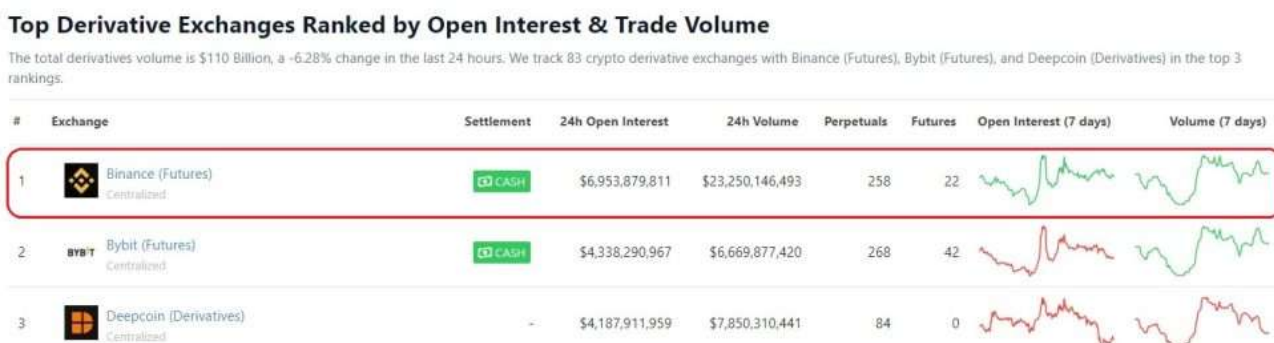 Top Derivative Exchanges Ranked by Open Interest & Trade Volume
The total derivatives volume is $110 Billion, a -6.28% change in the last 24 hours. We track 83 crypto derivative exchanges with Binance (Futures), Bybit (Futures), and Deepcoin (Derivatives) in the top 3
rankings.
# Exchange Settlement 24h Open Interest 24h Volume Perpetuals Futures Open Interest (7 days) Volume (7 days)
1 Binance (Futures) CASH $6,953,879,811 $23,250,146,493 258 22
Centralized
2 BYBIT Bybit (Futures) CASH $4,338,290,967 $6,669,877,420 268 42
Centralized
3 Deepcoin (Derivatives) - $4,187,911,959 $7,850,310,441 84 0
Centralized